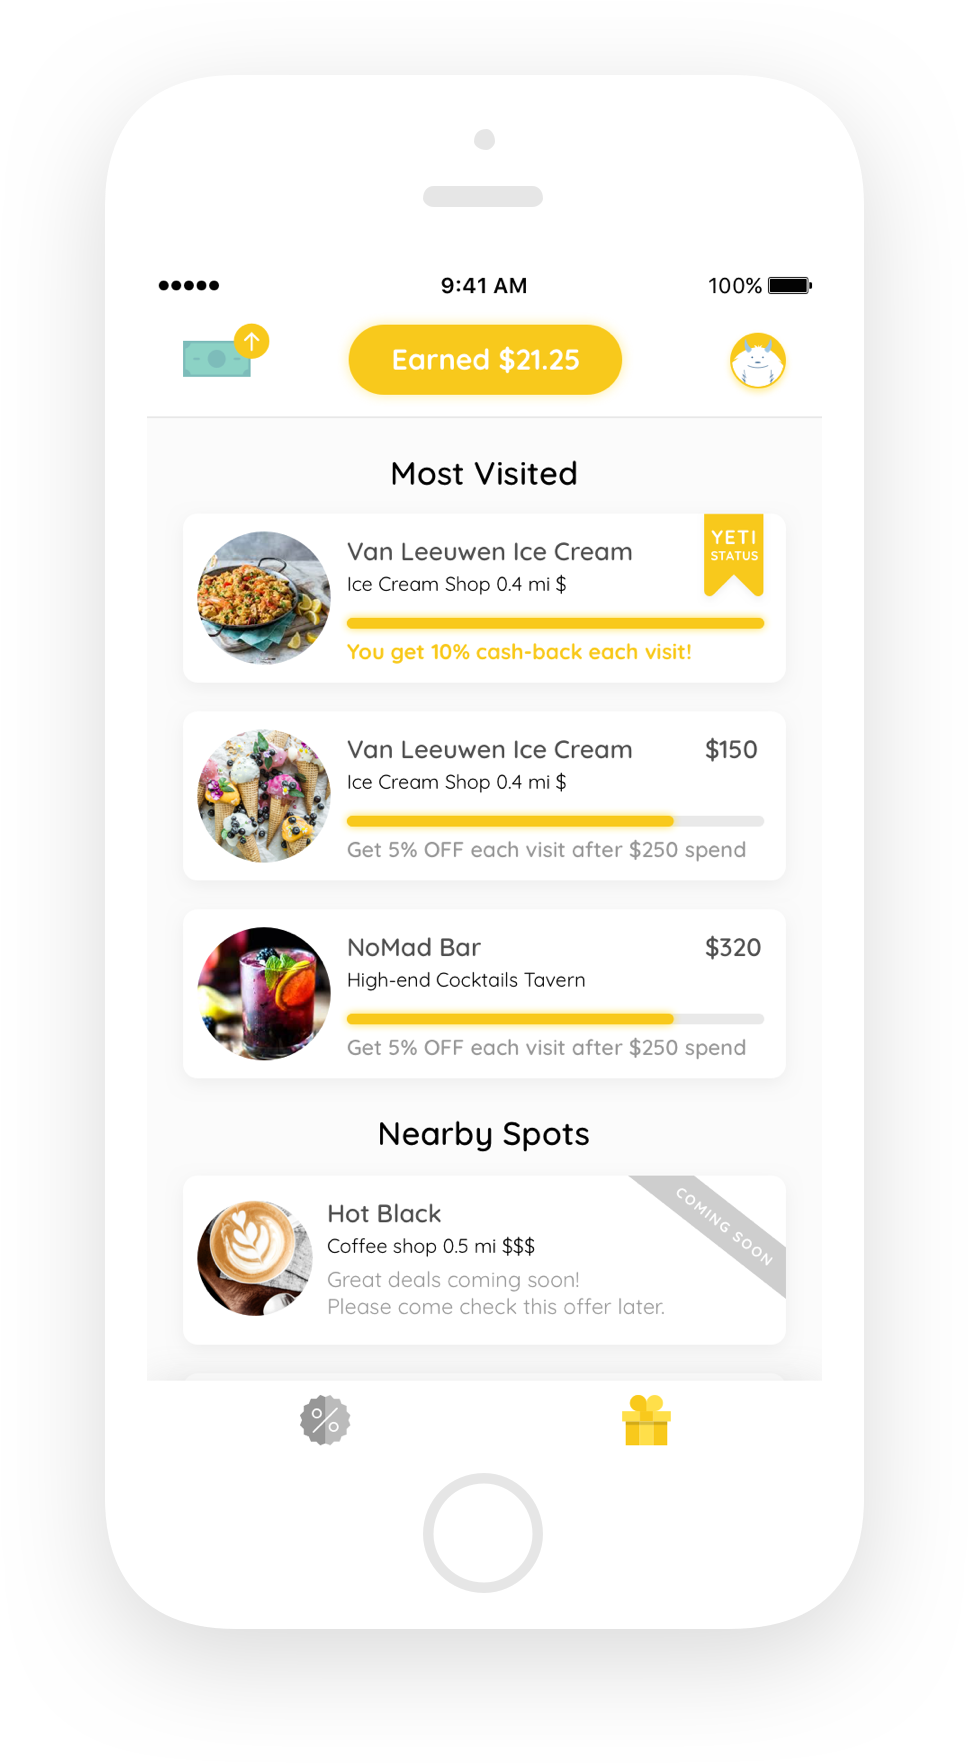 9:41 AM
100%
Earned $21.25
Most Visited
Van Leeuwen Ice Cream
YETI
STATUS
Ice Cream Shop 0.4 mi $
You get 10% cash-back each visit!
Van Leeuwen Ice Cream
$150
Ice Cream Shop 0.4 mi $
Get 5% OFF each visit after $250 spend
NoMad Bar
$320
High-end Cocktails Tavern
Get 5% OFF each visit after $250 spend
Nearby Spots
Hot Black
COMING SOON
Coffee shop 0.5 mi $$$
Great deals coming soon!
Please come check this offer later.
%